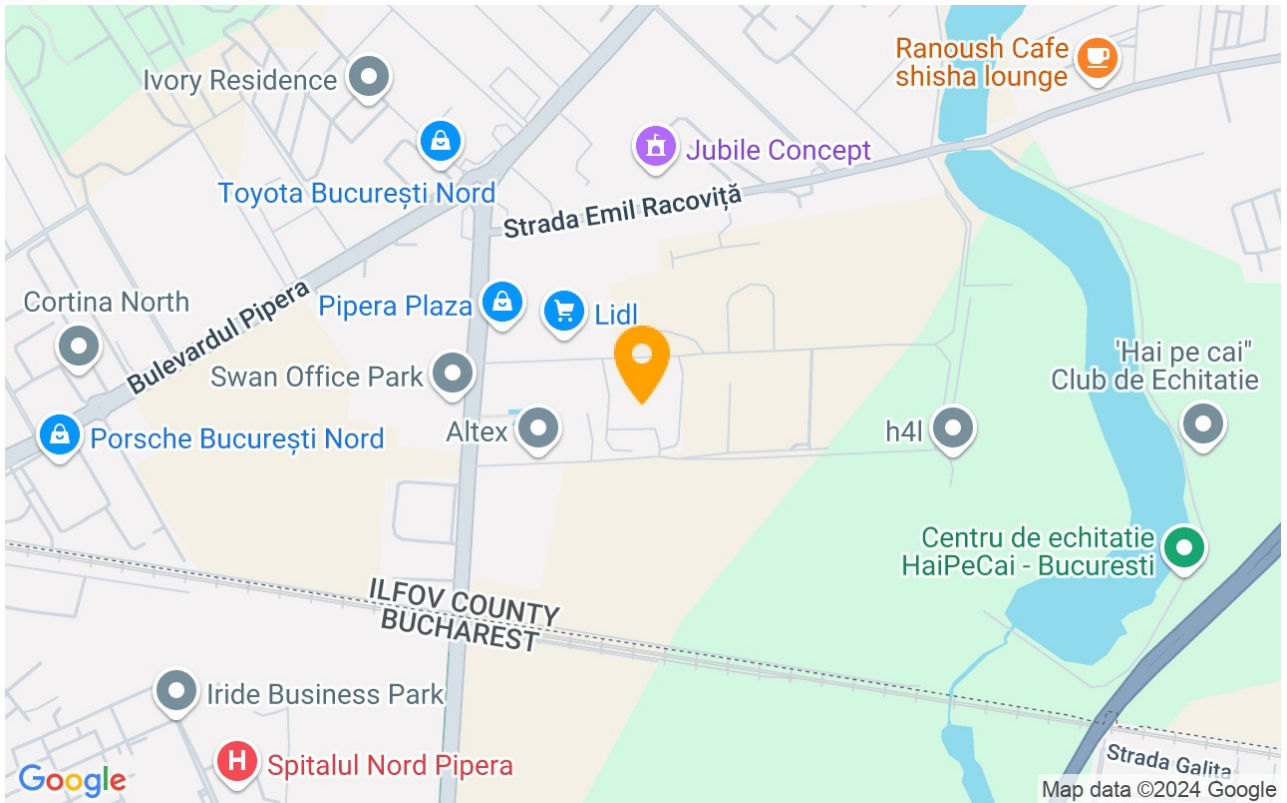 Ranoush Cafe
shisha lounge
Ivory Residence
Jubile Concept
Toyota București Nord
Strada Emil Racoviță
Cortina North
Bulevardul Pipera
Pipera Plaza
Lidl
Swan Office Park
'Hai pe cai"
Club de Echitatie
Altex
h4l
Porsche București Nord
Centru de echitatie
HaiPeCai - Bucuresti
ILFOV COUNTY
BUCHAREST
Iride Business Park
H
Spitalul Nord Pipera
Strada Galita
Google
Map data ©2024 Google